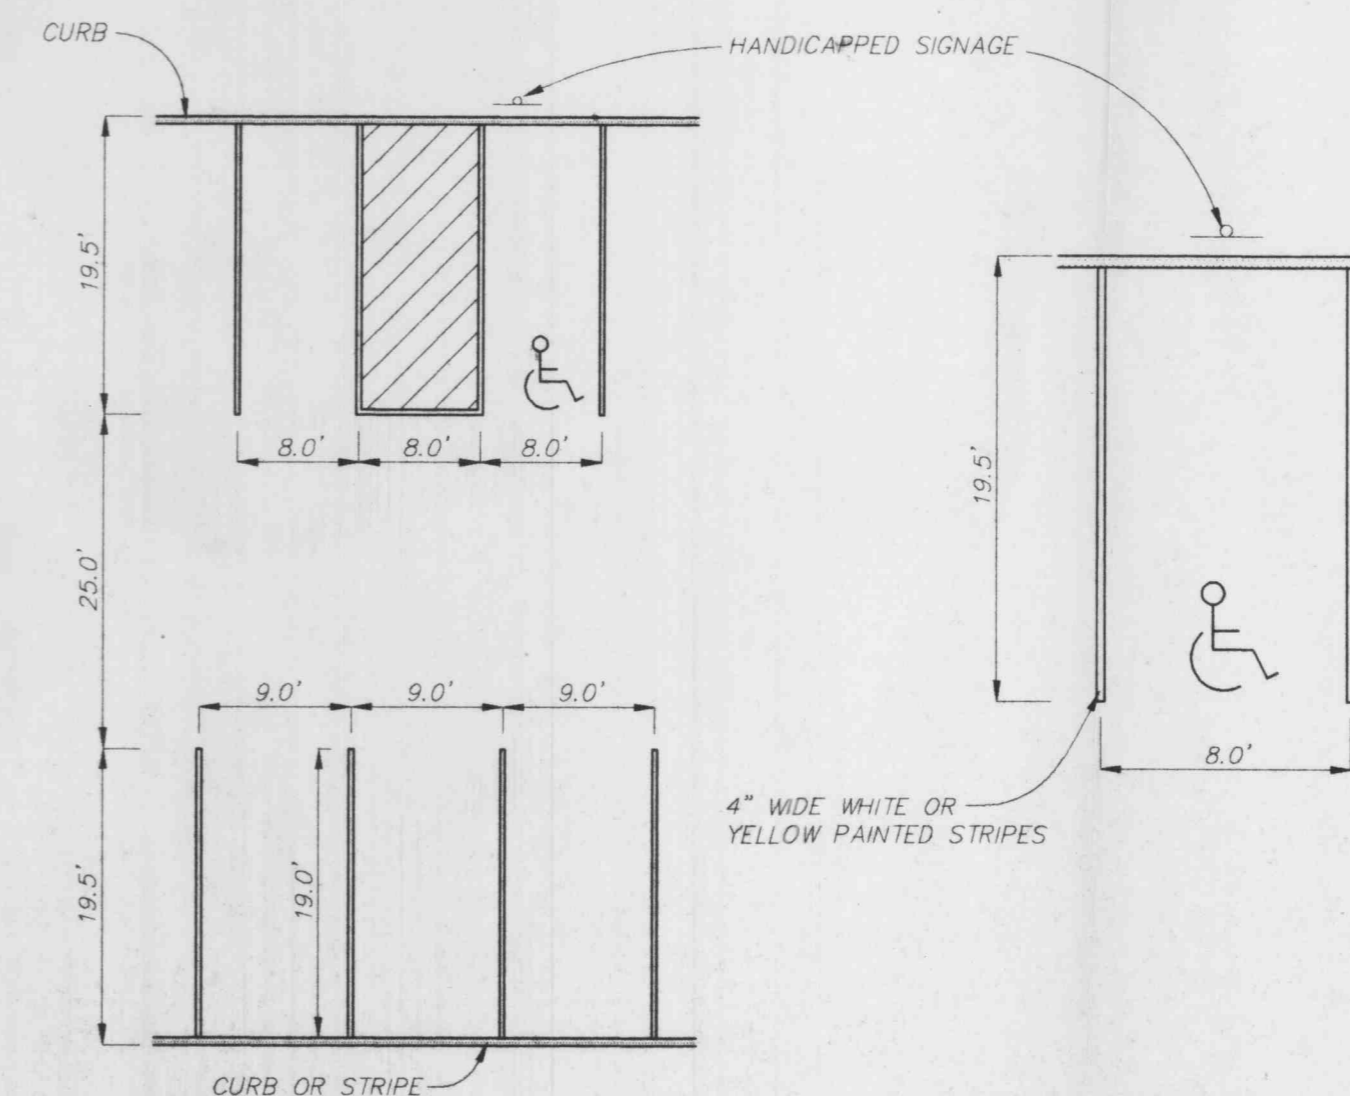 CURB
HANDICAPPED SIGNAGE
19.5'
8.0' 8.0' 8.0'
25.0'
9.0' 9.0' 9.0'
19.5'
19.0'
CURB OR STRIPE
19.5'
8.0'
4" WIDE WHITE OR
YELLOW PAINTED STRIPES